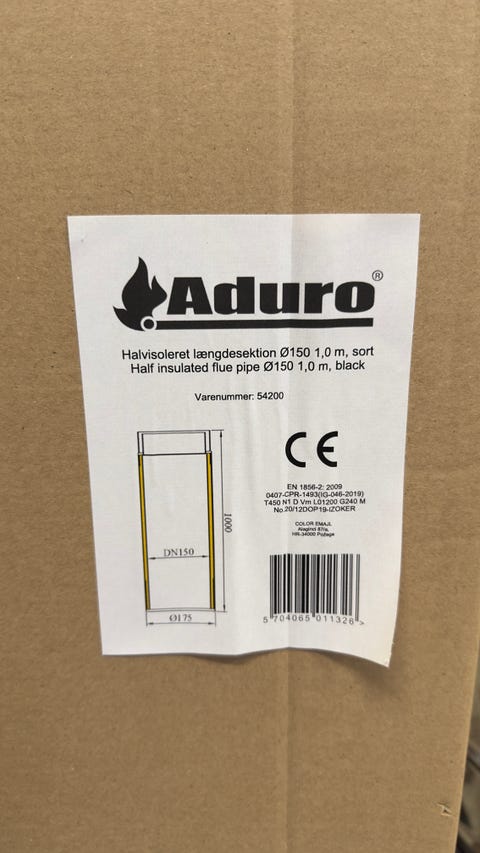 Aduro®
Halvisoleret længdesektion Ø150 1,0 m, sort
Half insulated flue pipe Ø150 1,0 m, black
Varenummer: 54200
CE
EN 1856-2: 2009
0407-CPR-1493(IG-046-2019)
T450 N1 D Vm L01200 G240 M
No.20/12DOP19-IZOKER
COLOR EMAJL
Alaginci 87/a,
HR-34000 Požega
1000
DN150
Ø175
5 704065 011326 >